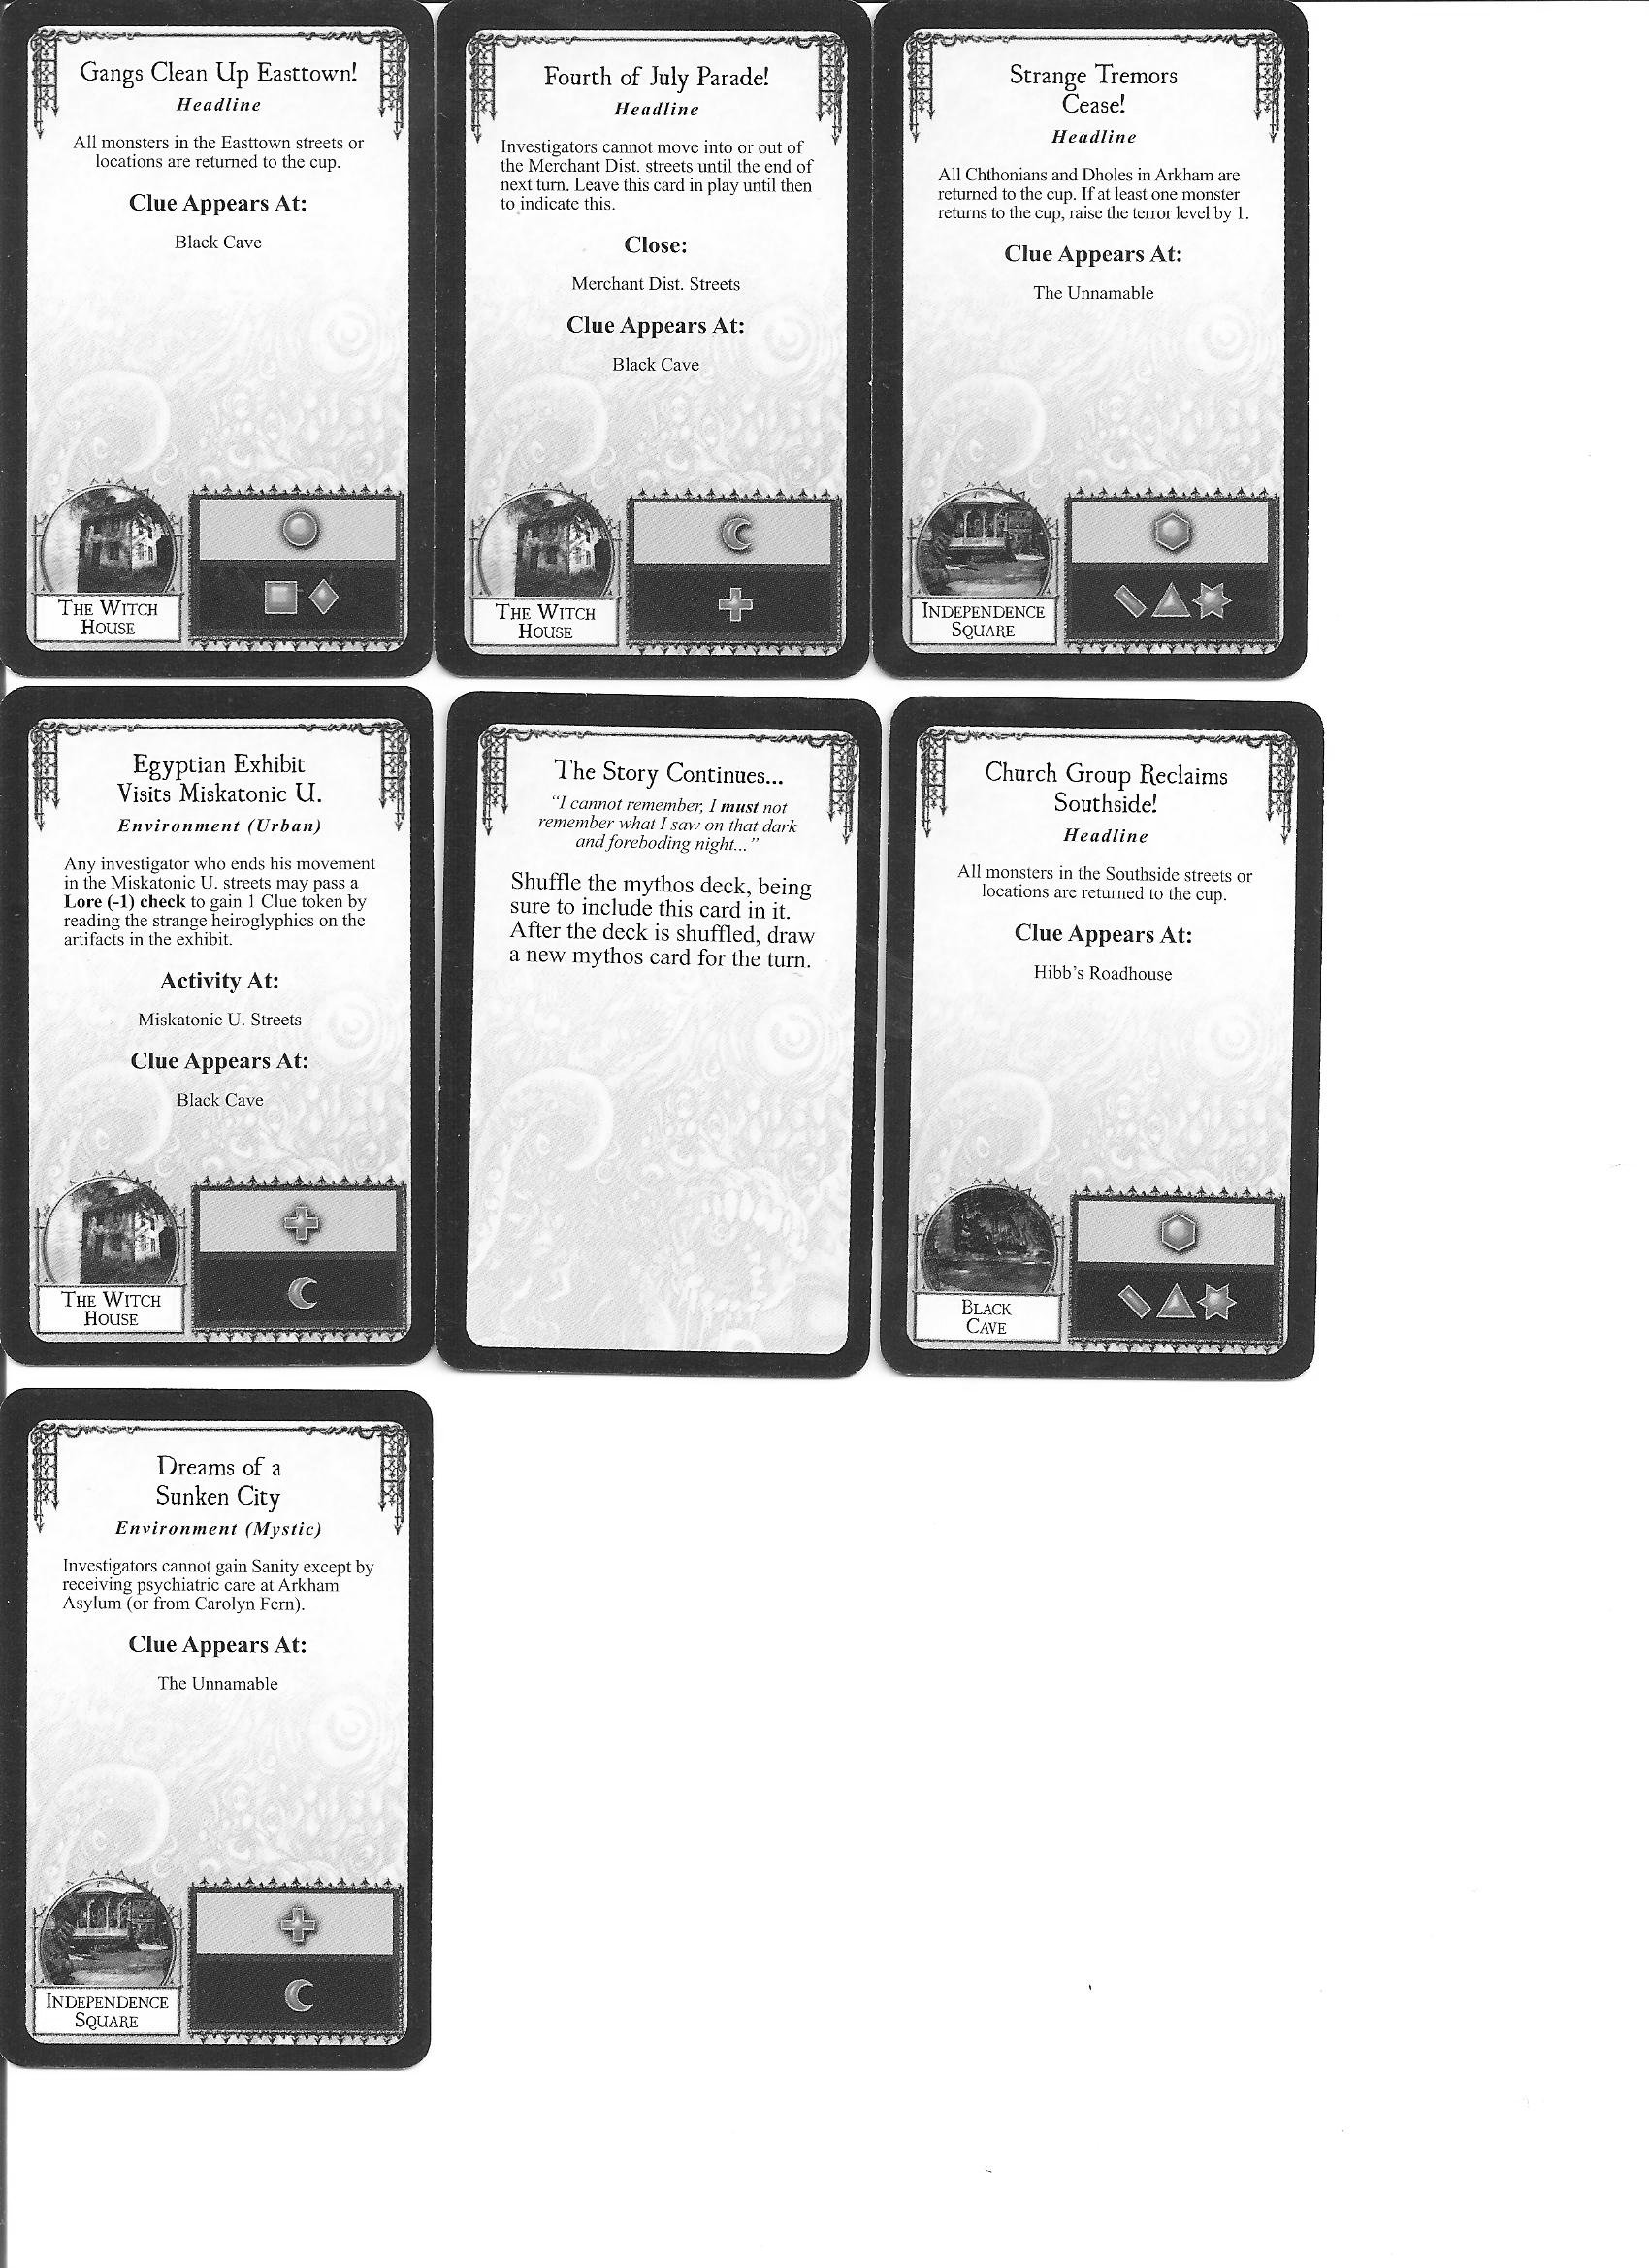 Gangs Clean Up Easttown!
Headline
All monsters in the Easttown streets or
locations are returned to the cup.
Clue Appears At:
Black Cave
THE WITCH
HOUSE
Fourth of July Parade!
Headline
Investigators cannot move into or out of
the Merchant Dist. streets until the end of
next turn. Leave this card in play until then
to indicate this.
Close:
Merchant Dist. Streets
Clue Appears At:
Black Cave
THE WITCH
HOUSE
Strange Tremors
Cease!
Headline
All Chthonians and Dholes in Arkham are
returned to the cup. If at least one monster
returns to the cup, raise the terror level by 1.
Clue Appears At:
The Unnamable
INDEPENDENCE
SQUARE
Egyptian Exhibit
Visits Miskatonic U.
Environment (Urban)
Any investigator who ends his movement
in the Miskatonic U. streets may pass a
Lore (-1) check to gain 1 Clue token by
reading the strange heiroglyphics on the
artifacts in the exhibit.
Activity At:
Miskatonic U. Streets
Clue Appears At:
Black Cave
THE WITCH
HOUSE
The Story Continues...
"I cannot remember, I must not
remember what I saw on that dark
and foreboding night..."
Shuffle the mythos deck, being
sure to include this card in it.
After the deck is shuffled, draw
a new mythos card for the turn.
Church Group Reclaims
Southside!
Headline
All monsters in the Southside streets or
locations are returned to the cup.
Clue Appears At:
Hibb's Roadhouse
BLACK
CAVE
Dreams of a
Sunken City
Environment (Mystic)
Investigators cannot gain Sanity except by
receiving psychiatric care at Arkham
Asylum (or from Carolyn Fern).
Clue Appears At:
The Unnamable
INDEPENDENCE
SQUARE